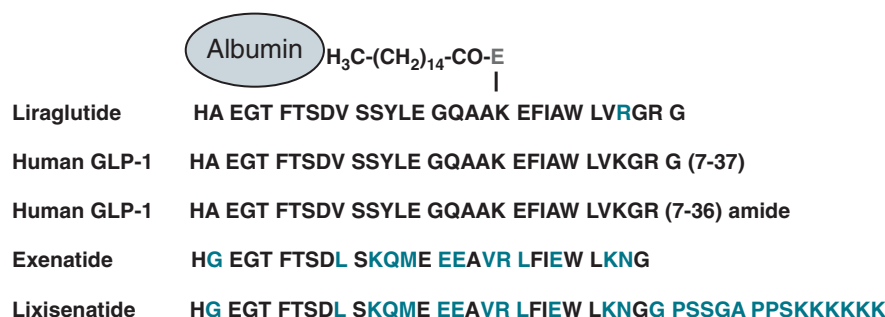 Albumin H₃C-(CH₂)₁₄-CO-E
Liraglutide HA EGT FTSDV SSYLE GQAAK EFIAW LVRGR G
Human GLP-1 HA EGT FTSDV SSYLE GQAAK EFIAW LVKGR G (7-37)
Human GLP-1 HA EGT FTSDV SSYLE GQAAK EFIAW LVKGR (7-36) amide
Exenatide HG EGT FTSDL SKQME EEAVR LFIEW LKNG
Lixisenatide HG EGT FTSDL SKQME EEAVR LFIEW LKNGG PSSGA PPSKKKKKK